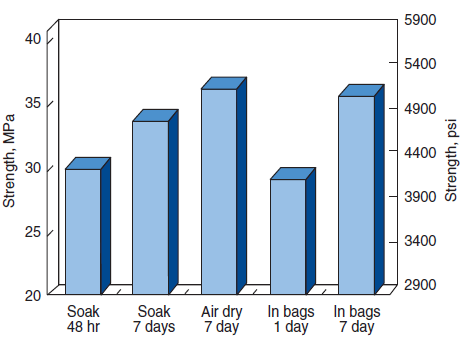 Strength, MPa
40
35
30
25
20
5900
5400
4900
4400
3900
3400
2900
Strength, psi
Soak
48 hr
Soak
7 days
Air dry
7 day
In bags
1 day
In bags
7 day